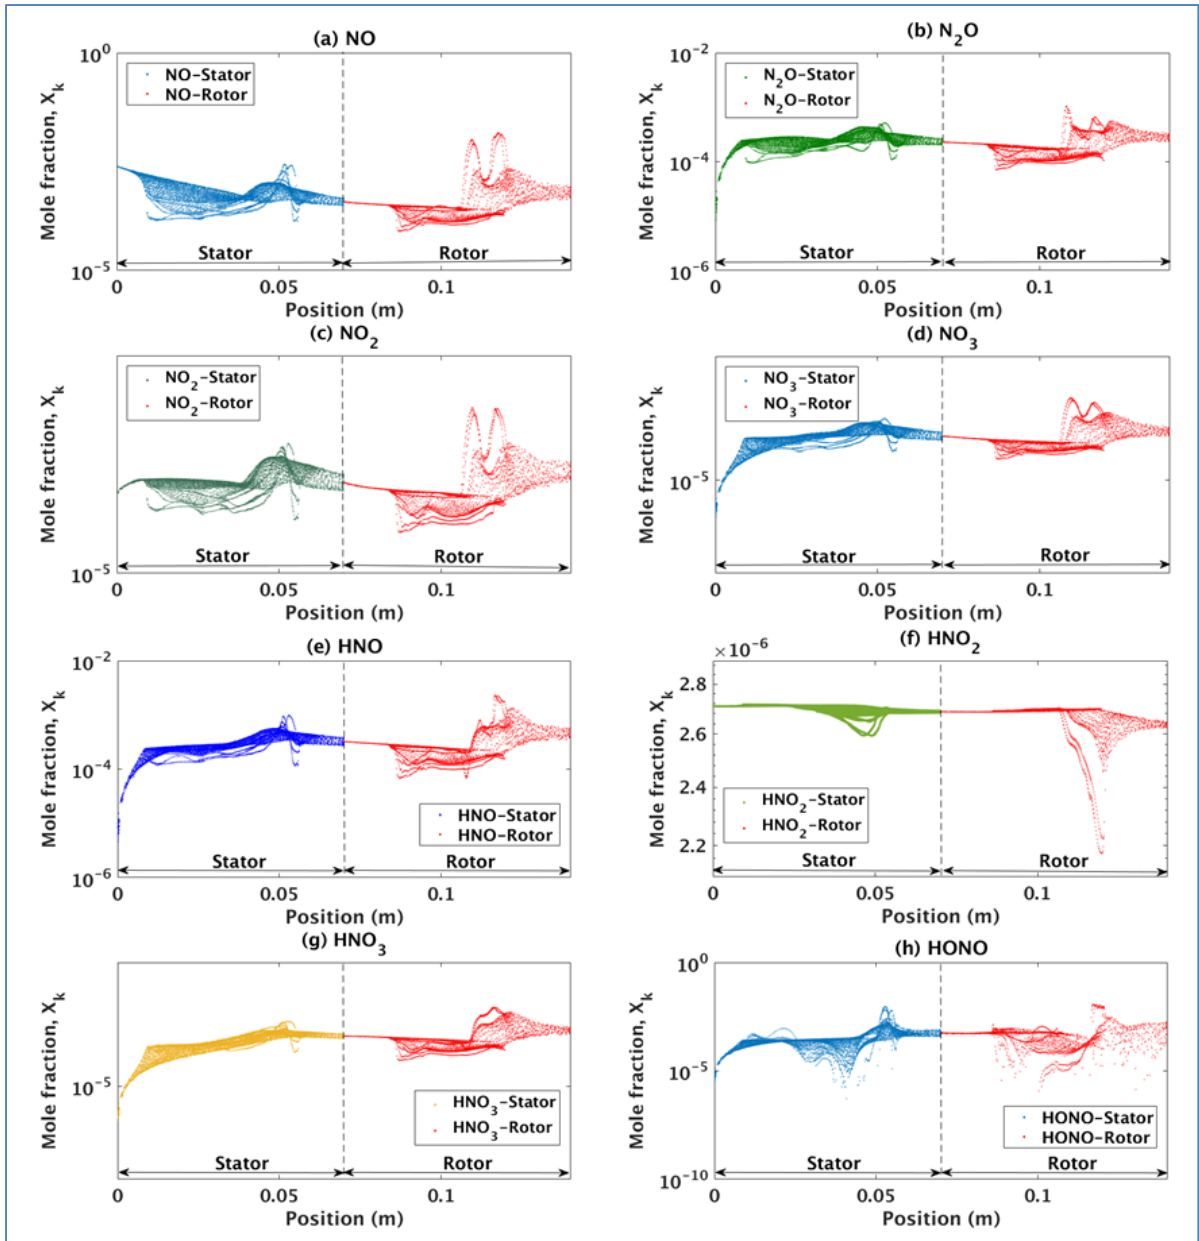 (a) NO
Mole fraction, X_k
10^0
10^-5
NO-Stator
NO-Rotor
Stator
Rotor
0
0.05
0.1
Position (m)
(b) N_2O
Mole fraction, X_k
10^-2
10^-4
10^-6
N_2O-Stator
N_2O-Rotor
Stator
Rotor
0
0.05
0.1
Position (m)
(c) NO_2
Mole fraction, X_k
10^-5
NO_2-Stator
NO_2-Rotor
Stator
Rotor
0
0.05
0.1
Position (m)
(d) NO_3
Mole fraction, X_k
10^-5
NO_3-Stator
NO_3-Rotor
Stator
Rotor
0
0.05
0.1
Position (m)
(e) HNO
Mole fraction, X_k
10^-2
10^-4
10^-6
HNO-Stator
HNO-Rotor
Stator
Rotor
0
0.05
0.1
Position (m)
(f) HNO_2
×10^-6
Mole fraction, X_k
2.8
2.6
2.4
2.2
HNO_2-Stator
HNO_2-Rotor
Stator
Rotor
0
0.05
0.1
Position (m)
(g) HNO_3
Mole fraction, X_k
10^-5
HNO_3-Stator
HNO_3-Rotor
Stator
Rotor
0
0.05
0.1
Position (m)
(h) HONO
Mole fraction, X_k
10^0
10^-5
10^-10
HONO-Stator
HONO-Rotor
Stator
Rotor
0
0.05
0.1
Position (m)